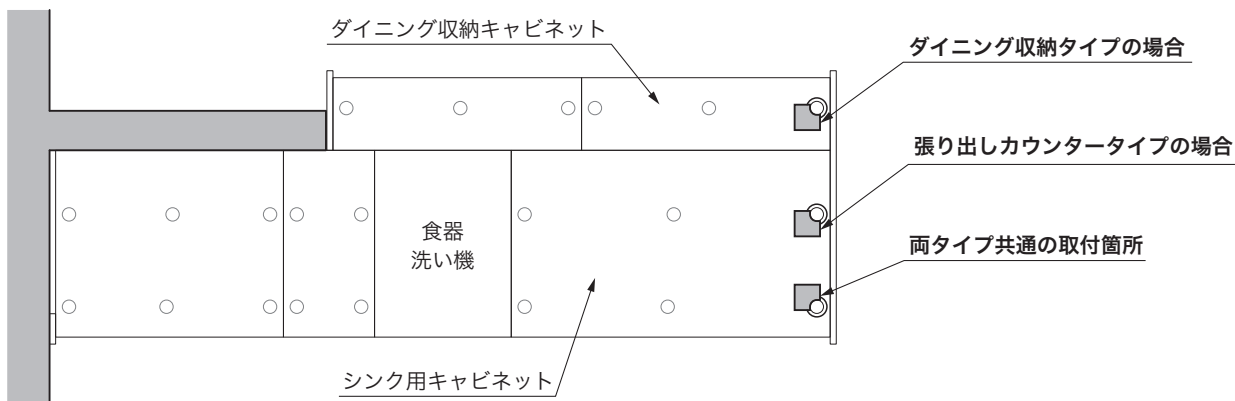 ダイニング収納キャビネット
ダイニング収納タイプの場合
張り出しカウンタータイプの場合
食器
洗い機
両タイプ共通の取付箇所
シンク用キャビネット